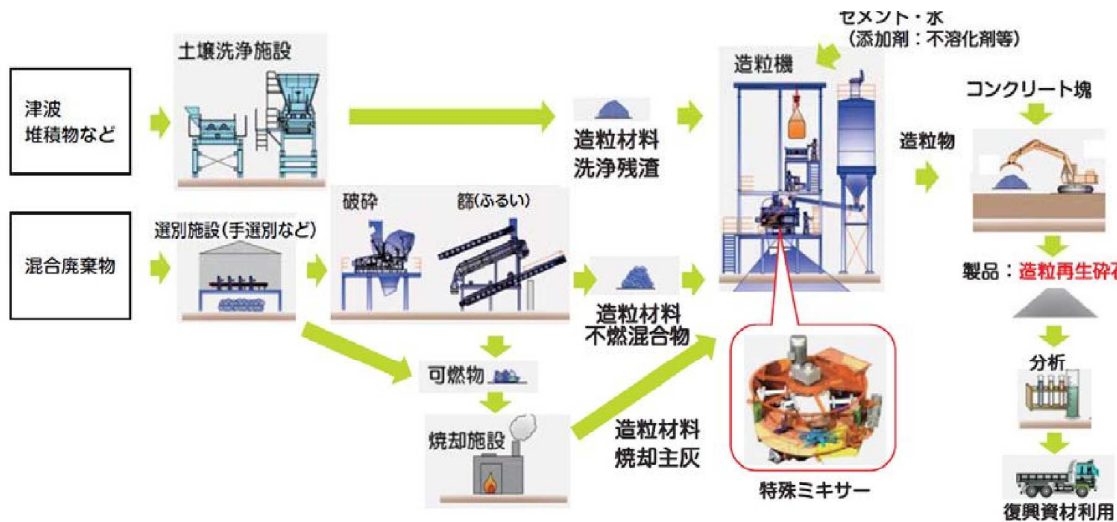 セメント・水
（添加剤：不溶化剤等）
土壌洗浄施設
造粒機
津波
堆積物など
造粒材料
洗浄残渣
コンクリート塊
造粒物
破砕
篩(ふるい)
選別施設(手選別など)
混合廃棄物
造粒材料
不燃混合物
製品：造粒再生砕石
可燃物
分析
焼却施設
造粒材料
焼却主灰
特殊ミキサー
復興資材利用